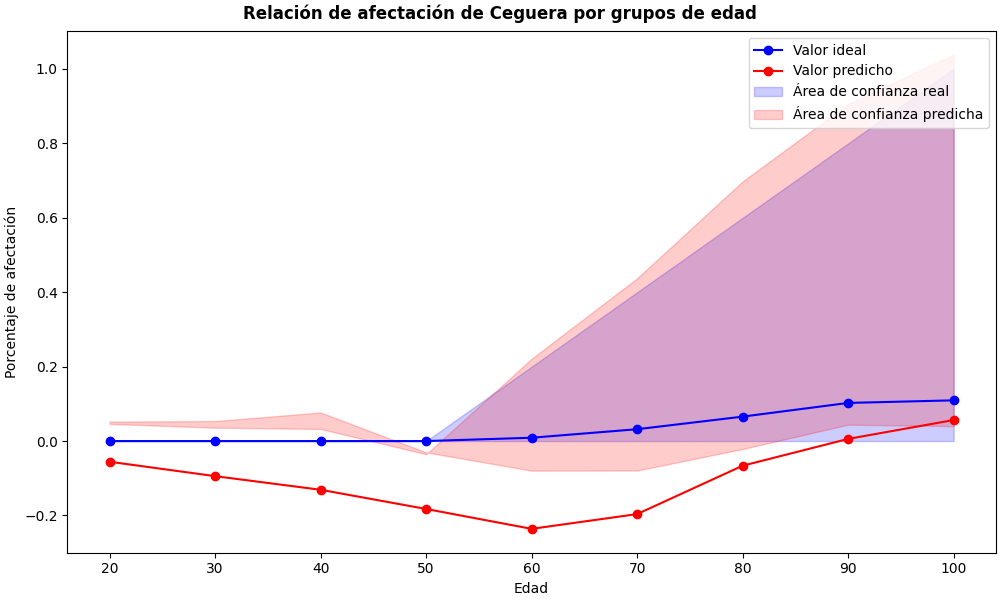 Relación de afectación de Ceguera por grupos de edad
Valor ideal
Valor predicho
Área de confianza real
Área de confianza predicha
Porcentaje de afectación
1.0
0.8
0.6
0.4
0.2
0.0
−0.2
20 30 40 50 60 70 80 90 100
Edad